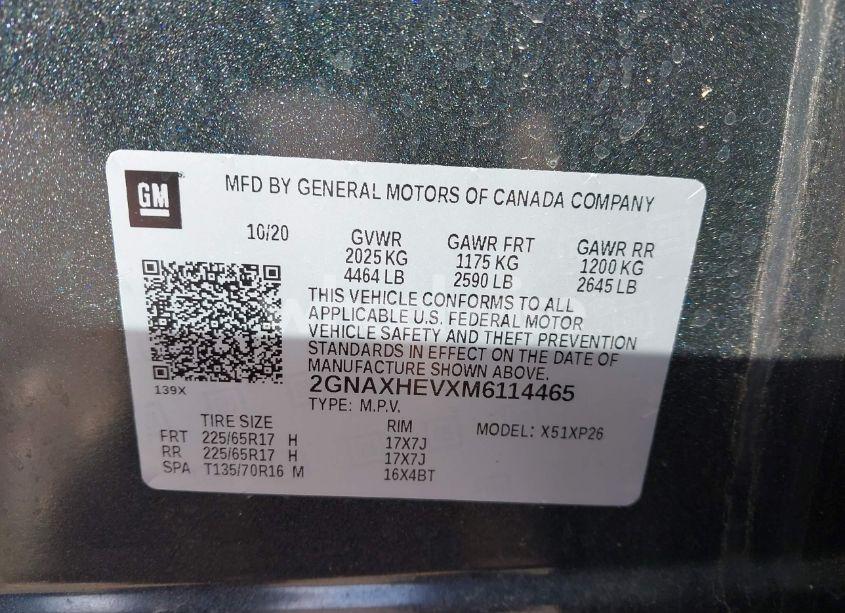 GM
MFD BY GENERAL MOTORS OF CANADA COMPANY
10/20
GVWR
2025 KG
4464 LB
GAWR FRT
1175 KG
2590 LB
GAWR RR
1200 KG
2645 LB
THIS VEHICLE CONFORMS TO ALL
APPLICABLE U.S. FEDERAL MOTOR
VEHICLE SAFETY AND THEFT PREVENTION
STANDARDS IN EFFECT ON THE DATE OF
MANUFACTURE SHOWN ABOVE.
2GNAXHEVXM6114465
TYPE: M.P.V.
139X
TIRE SIZE RIM MODEL: X51XP26
FRT 225/65R17 H 17X7J
RR 225/65R17 H 17X7J
SPA T135/70R16 M 16X4BT